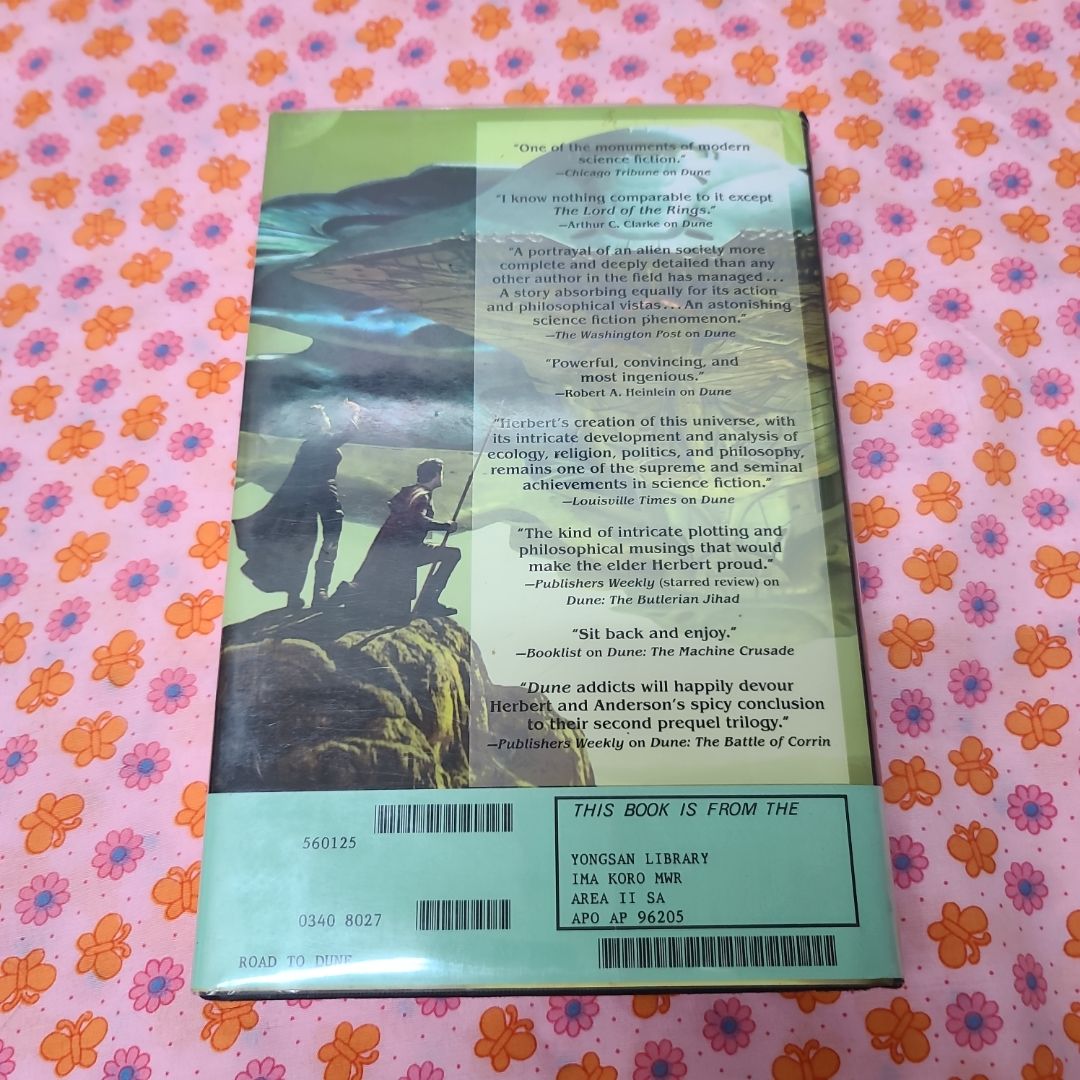 "One of the monuments of modern
science fiction."
—Chicago Tribune on Dune
"I know nothing comparable to it except
The Lord of the Rings."
—Arthur C. Clarke on Dune
"A portrayal of an alien society more
complete and deeply detailed than any
other author in the field has managed...
A story absorbing equally for its action
and philosophical vistas...An astonishing
science fiction phenomenon."
—The Washington Post on Dune
"Powerful, convincing, and
most ingenious."
—Robert A. Heinlein on Dune
"Herbert's creation of this universe, with
its intricate development and analysis of
ecology, religion, politics, and philosophy,
remains one of the supreme and seminal
achievements in science fiction."
—Louisville Times on Dune
"The kind of intricate plotting and
philosophical musings that would
make the elder Herbert proud."
—Publishers Weekly (starred review) on
Dune: The Butlerian Jihad
"Sit back and enjoy."
—Booklist on Dune: The Machine Crusade
"Dune addicts will happily devour
Herbert and Anderson's spicy conclusion
to their second prequel trilogy."
—Publishers Weekly on Dune: The Battle of Corrin
560125
0340 8027
ROAD TO DUNE
THIS BOOK IS FROM THE
YONGSAN LIBRARY
IMA KORO MWR
AREA II SA
APO AP 96205